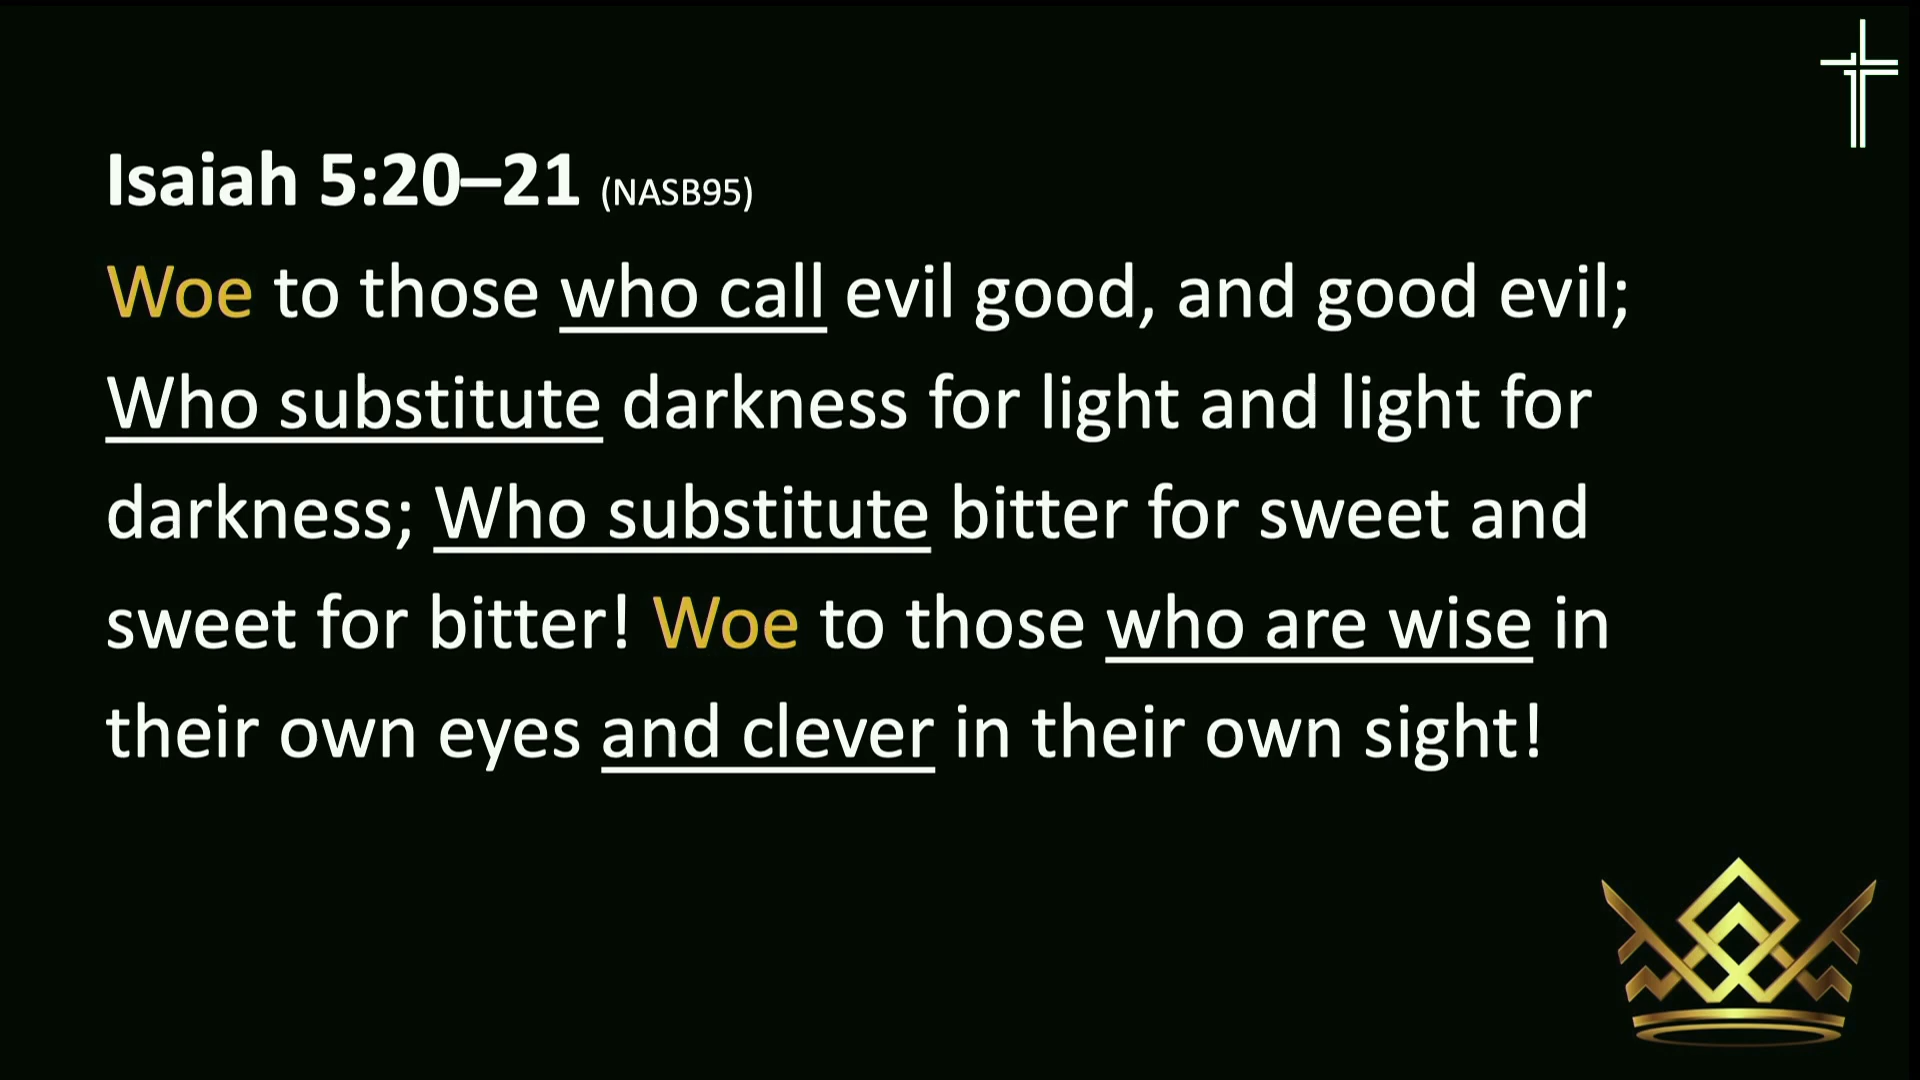 Isaiah 5:20–21 (NASB95)
Woe to those who call evil good, and good evil;
Who substitute darkness for light and light for
darkness; Who substitute bitter for sweet and
sweet for bitter! Woe to those who are wise in
their own eyes and clever in their own sight!